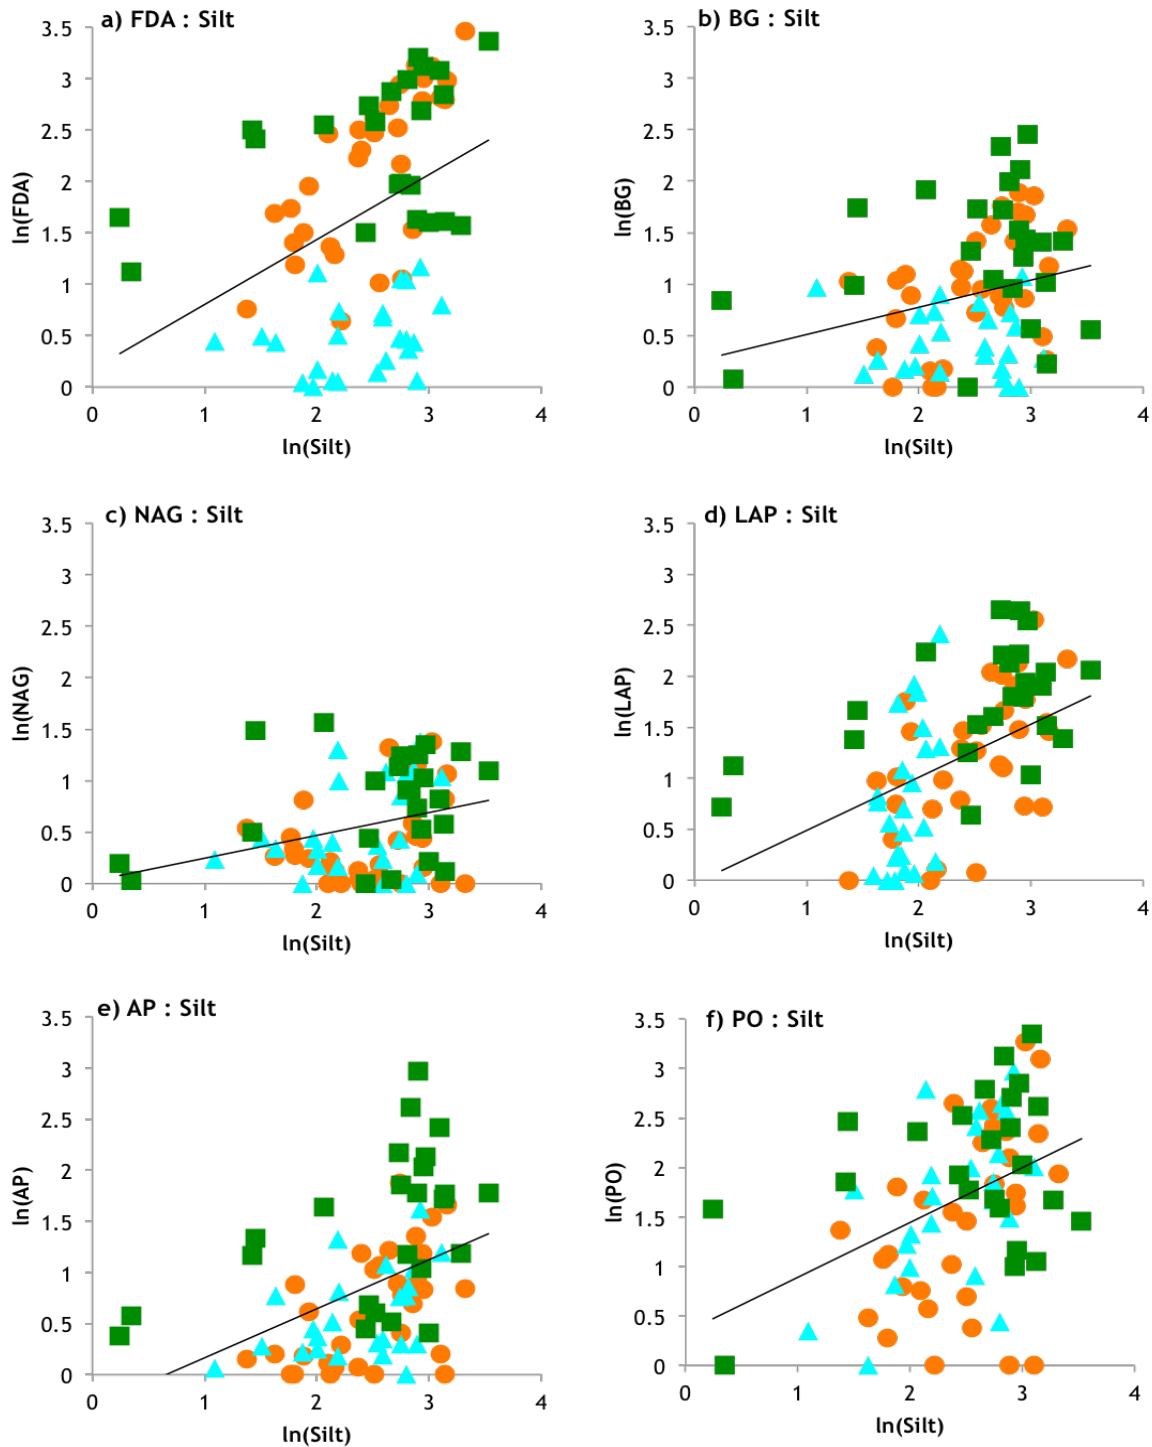 a) FDA : Silt
3.5
3
2.5
2
1.5
1
0.5
0
ln(FDA)
0 1 2 3 4
ln(Silt)
b) BG : Silt
3.5
3
2.5
2
1.5
1
0.5
0
ln(BG)
0 1 2 3 4
ln(Silt)
c) NAG : Silt
3.5
3
2.5
2
1.5
1
0.5
0
ln(NAG)
0 1 2 3 4
ln(Silt)
d) LAP : Silt
3.5
3
2.5
2
1.5
1
0.5
0
ln(LAP)
0 1 2 3 4
ln(Silt)
e) AP : Silt
3.5
3
2.5
2
1.5
1
0.5
0
ln(AP)
0 1 2 3 4
ln(Silt)
f) PO : Silt
3.5
3
2.5
2
1.5
1
0.5
0
ln(PO)
0 1 2 3 4
ln(Silt)